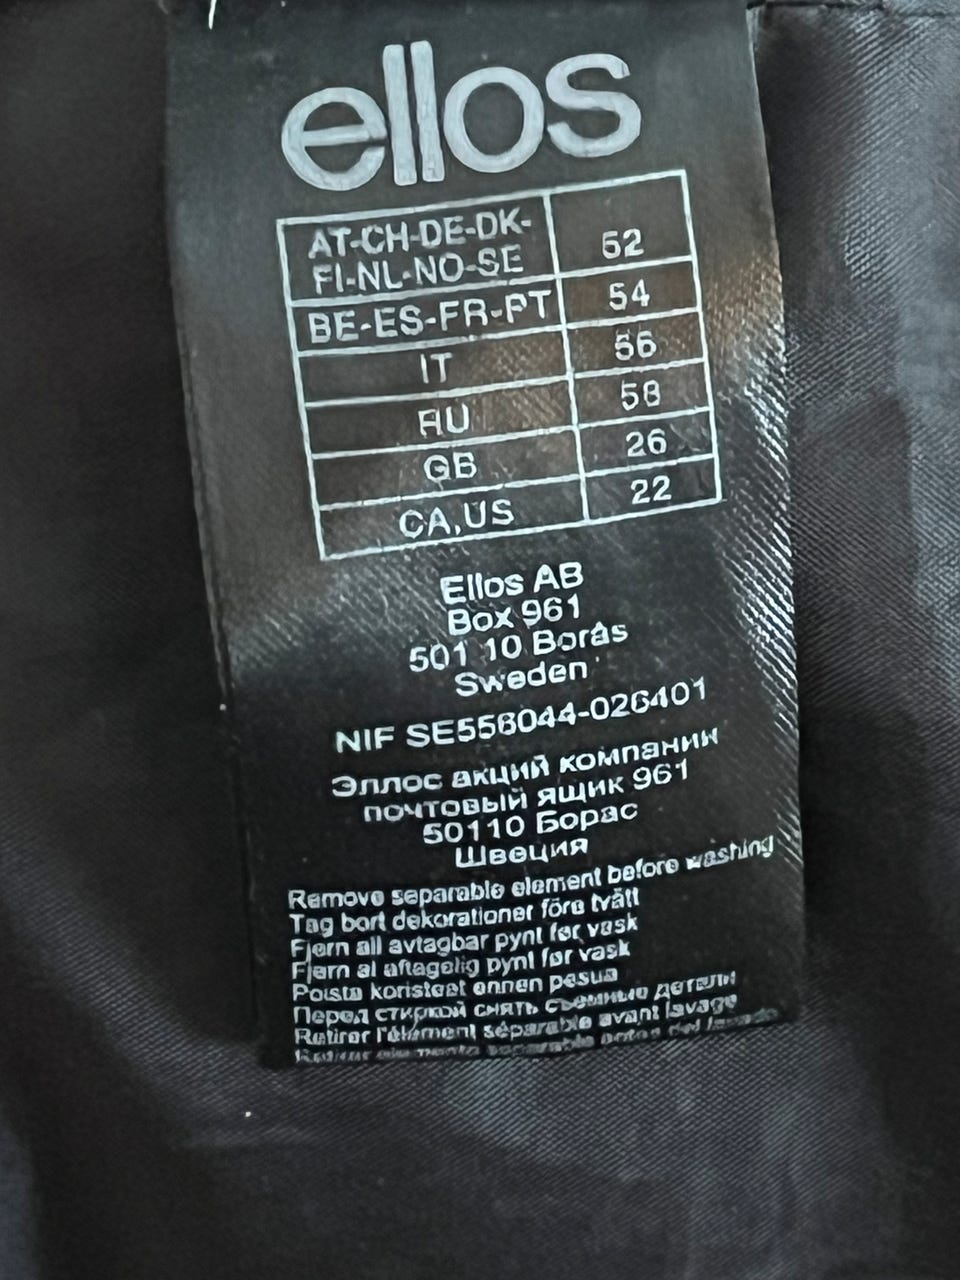 ellos
AT-CH-DE-DK-
FI-NL-NO-SE 52
BE-ES-FR-PT 54
IT 56
RU 58
GB 26
CA,US 22
Ellos AB
Box 961
501 10 Borås
Sweden
NIF SE556044-026401
Эллос акций компании
почтовый ящик 961
50110 Борас
Швеция
Remove separable element before washing
Tag bort dekorationer före tvätt
Fjern all avtagbar pynt før vask
Fjern al aftagelig pynt før vask
Poista koristeet ennen pesua
Перед стиркой снять съемные детали
Retirer l'élément séparable avant lavage